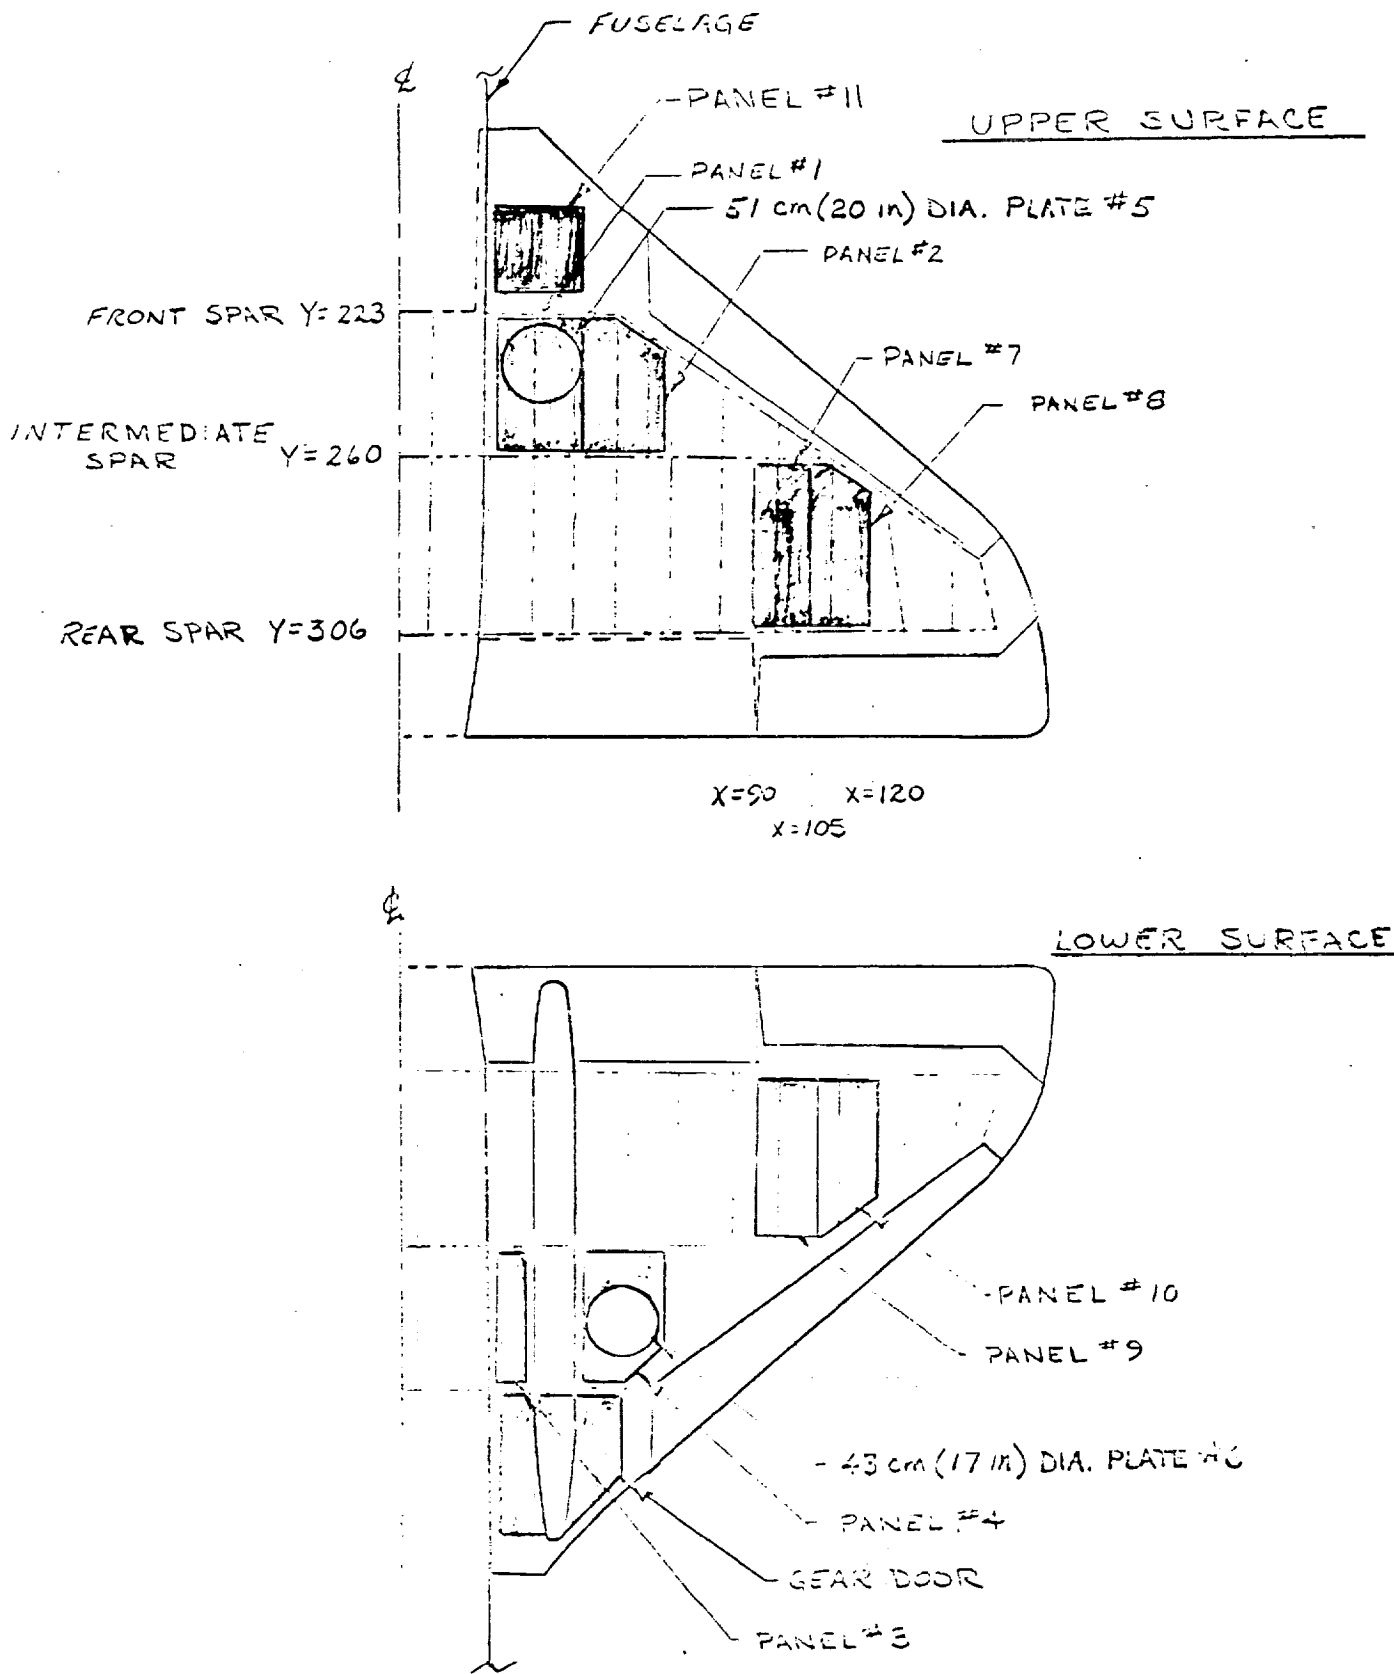 FUSELAGE
℄
PANEL #11
UPPER SURFACE
PANEL #1
51 cm (20 in) DIA. PLATE #5
PANEL #2
FRONT SPAR Y=223
PANEL #7
PANEL #8
INTERMEDIATE
SPAR Y=260
REAR SPAR Y=306
X=90 X=120
X=105
℄
LOWER SURFACE
PANEL #10
PANEL #9
43 cm (17 in) DIA. PLATE #6
PANEL #4
GEAR DOOR
PANEL #3